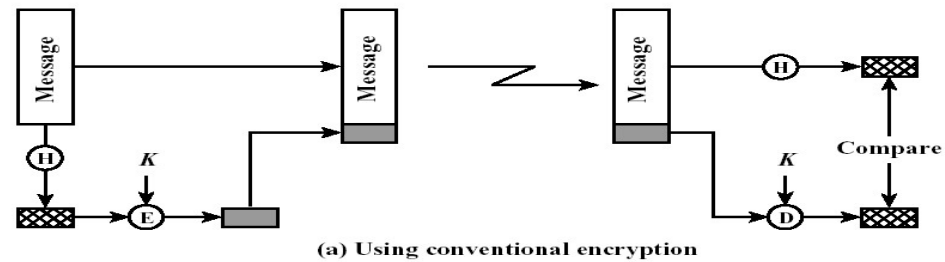 Message
Message
Message
H
H
K
K
Compare
E
D
(a) Using conventional encryption